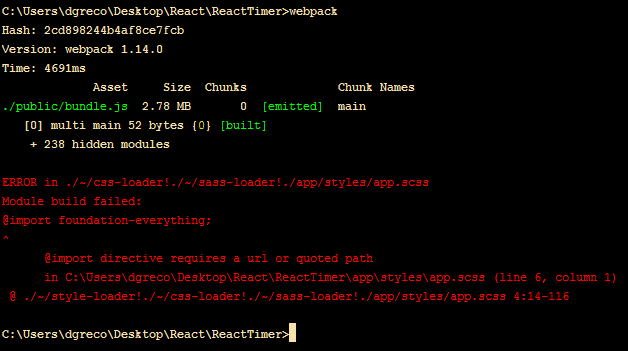 C:\Users\dgreco\Desktop\React\ReactTimer>webpack
Hash: 2cd898244b4af8ce7fcb
Version: webpack 1.14.0
Time: 4691ms
Asset Size Chunks Chunk Names
./public/bundle.js 2.78 MB 0 [emitted] main
[0] multi main 52 bytes {0} [built]
+ 238 hidden modules
ERROR in ./~/css-loader!./~/sass-loader!./app/styles/app.scss
Module build failed:
@import foundation-everything;
^
@import directive requires a url or quoted path
in C:\Users\dgreco\Desktop\React\ReactTimer\app\styles\app.scss (line 6, column 1)
@ ./~/style-loader!./~/css-loader!./~/sass-loader!./app/styles/app.scss 4:14-116
C:\Users\dgreco\Desktop\React\ReactTimer>